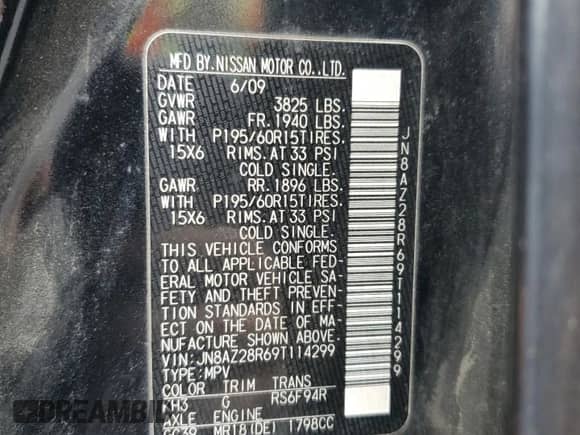 MFD BY.NISSAN MOTOR CO.,LTD.
DATE 6/09
GVWR 3825 LBS.
GAWR FR.1940 LBS.
WITH P195/60R15TIRES.
15X6 RIMS.AT 33 PSI
COLD SINGLE.
GAWR RR.1896 LBS.
WITH P195/60R15TIRES.
15X6 RIMS.AT 33 PSI
COLD SINGLE.
THIS VEHICLE CONFORMS
TO ALL APPLICABLE FED-
ERAL MOTOR VEHICLE SA-
FETY AND THEFT PREVEN-
TION STANDARDS IN EFF-
ECT ON THE DATE OF MA-
NUFACTURE SHOWN ABOVE.
VIN:JN8AZ28R69T114299
TYPE:MPV
COLOR TRIM TRANS
KH3 G RS6F94R
AXLE ENGINE
CC39 MR18(DE) 1798CC
JN8AZ28R69T114299
AutoBidMaster